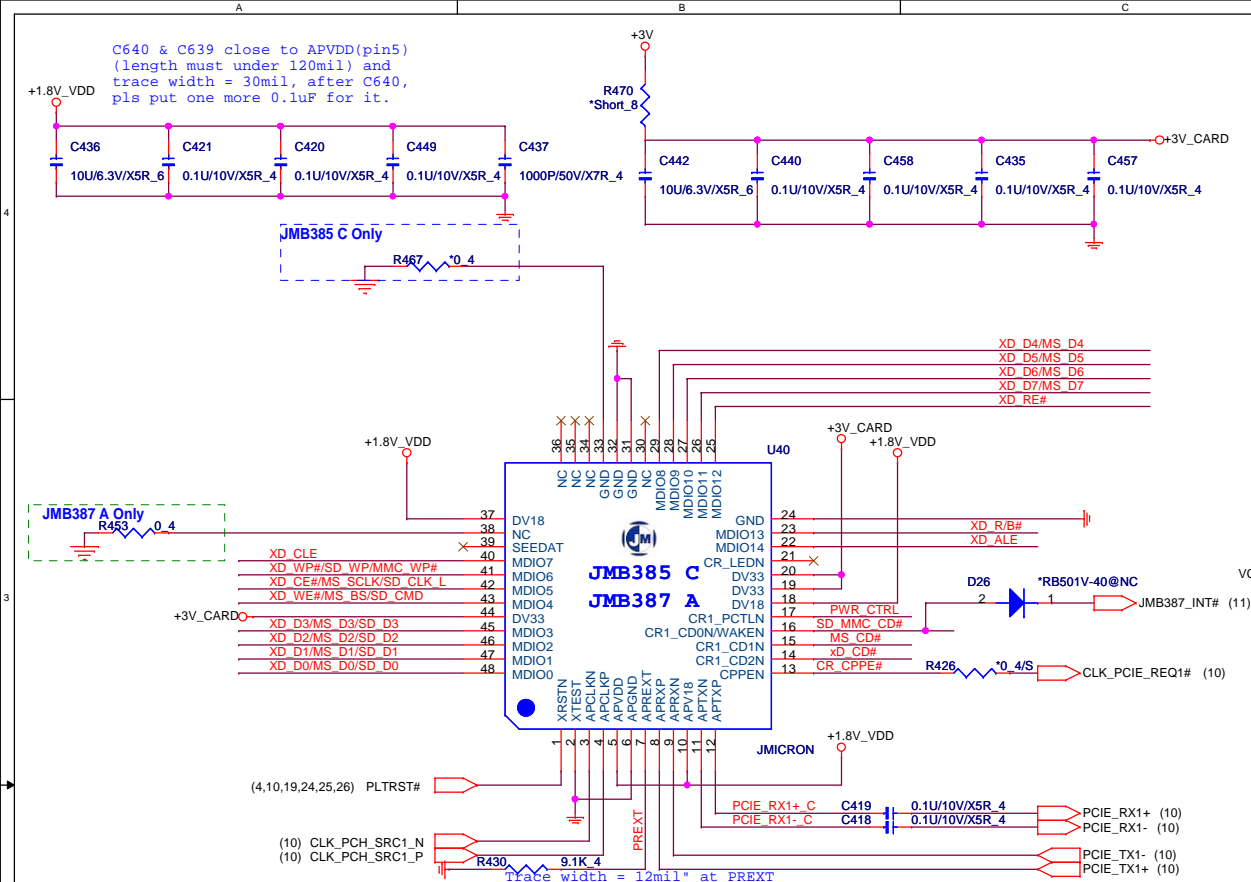 A B C
C640 & C639 close to APVDD(pin5)
(length must under 120mil) and
trace width = 30mil, after C640,
pls put one more 0.1uF for it.
+1.8V_VDD
C436
10U/6.3V/X5R_6
C421
0.1U/10V/X5R_4
C420
0.1U/10V/X5R_4
C449
0.1U/10V/X5R_4
C437
1000P/50V/X7R_4
+3V
R470
*Short_8
+3V_CARD
C442
10U/6.3V/X5R_6
C440
0.1U/10V/X5R_4
C458
0.1U/10V/X5R_4
C435
0.1U/10V/X5R_4
C457
0.1U/10V/X5R_4
4
JMB385 C Only
R467 *0_4
XD_D4/MS_D4
XD_D5/MS_D5
XD_D6/MS_D6
XD_D7/MS_D7
XD_RE#
+1.8V_VDD
+3V_CARD
+1.8V_VDD
U40
36 35 34 33 32 31 30 29 28 27 26 25
NC NC NC GND GND GND NC MDIO8 MDIO9 MDIO10 MDIO11 MDIO12
JMB387 A Only
R453 0_4
37 DV18
38 NC
39 SEEDAT
XD_CLE 40 MDIO7
XD_WP#/SD_WP/MMC_WP# 41 MDIO6
XD_CE#/MS_SCLK/SD_CLK_L 42 MDIO5
XD_WE#/MS_BS/SD_CMD 43 MDIO4
+3V_CARD 44 DV33
XD_D3/MS_D3/SD_D3 45 MDIO3
XD_D2/MS_D2/SD_D2 46 MDIO2
XD_D1/MS_D1/SD_D1 47 MDIO1
XD_D0/MS_D0/SD_D0 48 MDIO0
JM
JMB385 C
JMB387 A
GND 24
MDIO13 23 XD_R/B#
MDIO14 22 XD_ALE
CR_LEDN 21
DV33 20
DV33 19
DV18 18
CR1_PCTLN 17 PWR_CTRL
CR1_CD0N/WAKEN 16 SD_MMC_CD#
CR1_CD1N 15 MS_CD#
CR1_CD2N 14 xD_CD#
CPPEN 13 CR_CPPE#
3
D26 *RB501V-40@NC
2 1
JMB387_INT# (11)
VC
R426 *0_4/S
CLK_PCIE_REQ1# (10)
XRSTN XTEST APCLKN APCLKP APVDD APGND APREXT APRXP APRXN APV18 APTXN APTXP
1 2 3 4 5 6 7 8 9 10 11 12
JMICRON
+1.8V_VDD
(4,10,19,24,25,26) PLTRST#
PREXT
PCIE_RX1+_C C419 0.1U/10V/X5R_4 PCIE_RX1+ (10)
PCIE_RX1-_C C418 0.1U/10V/X5R_4 PCIE_RX1- (10)
(10) CLK_PCH_SRC1_N
(10) CLK_PCH_SRC1_P
PCIE_TX1- (10)
PCIE_TX1+ (10)
R430 9.1K_4
Trace width = 12mil" at PREXT